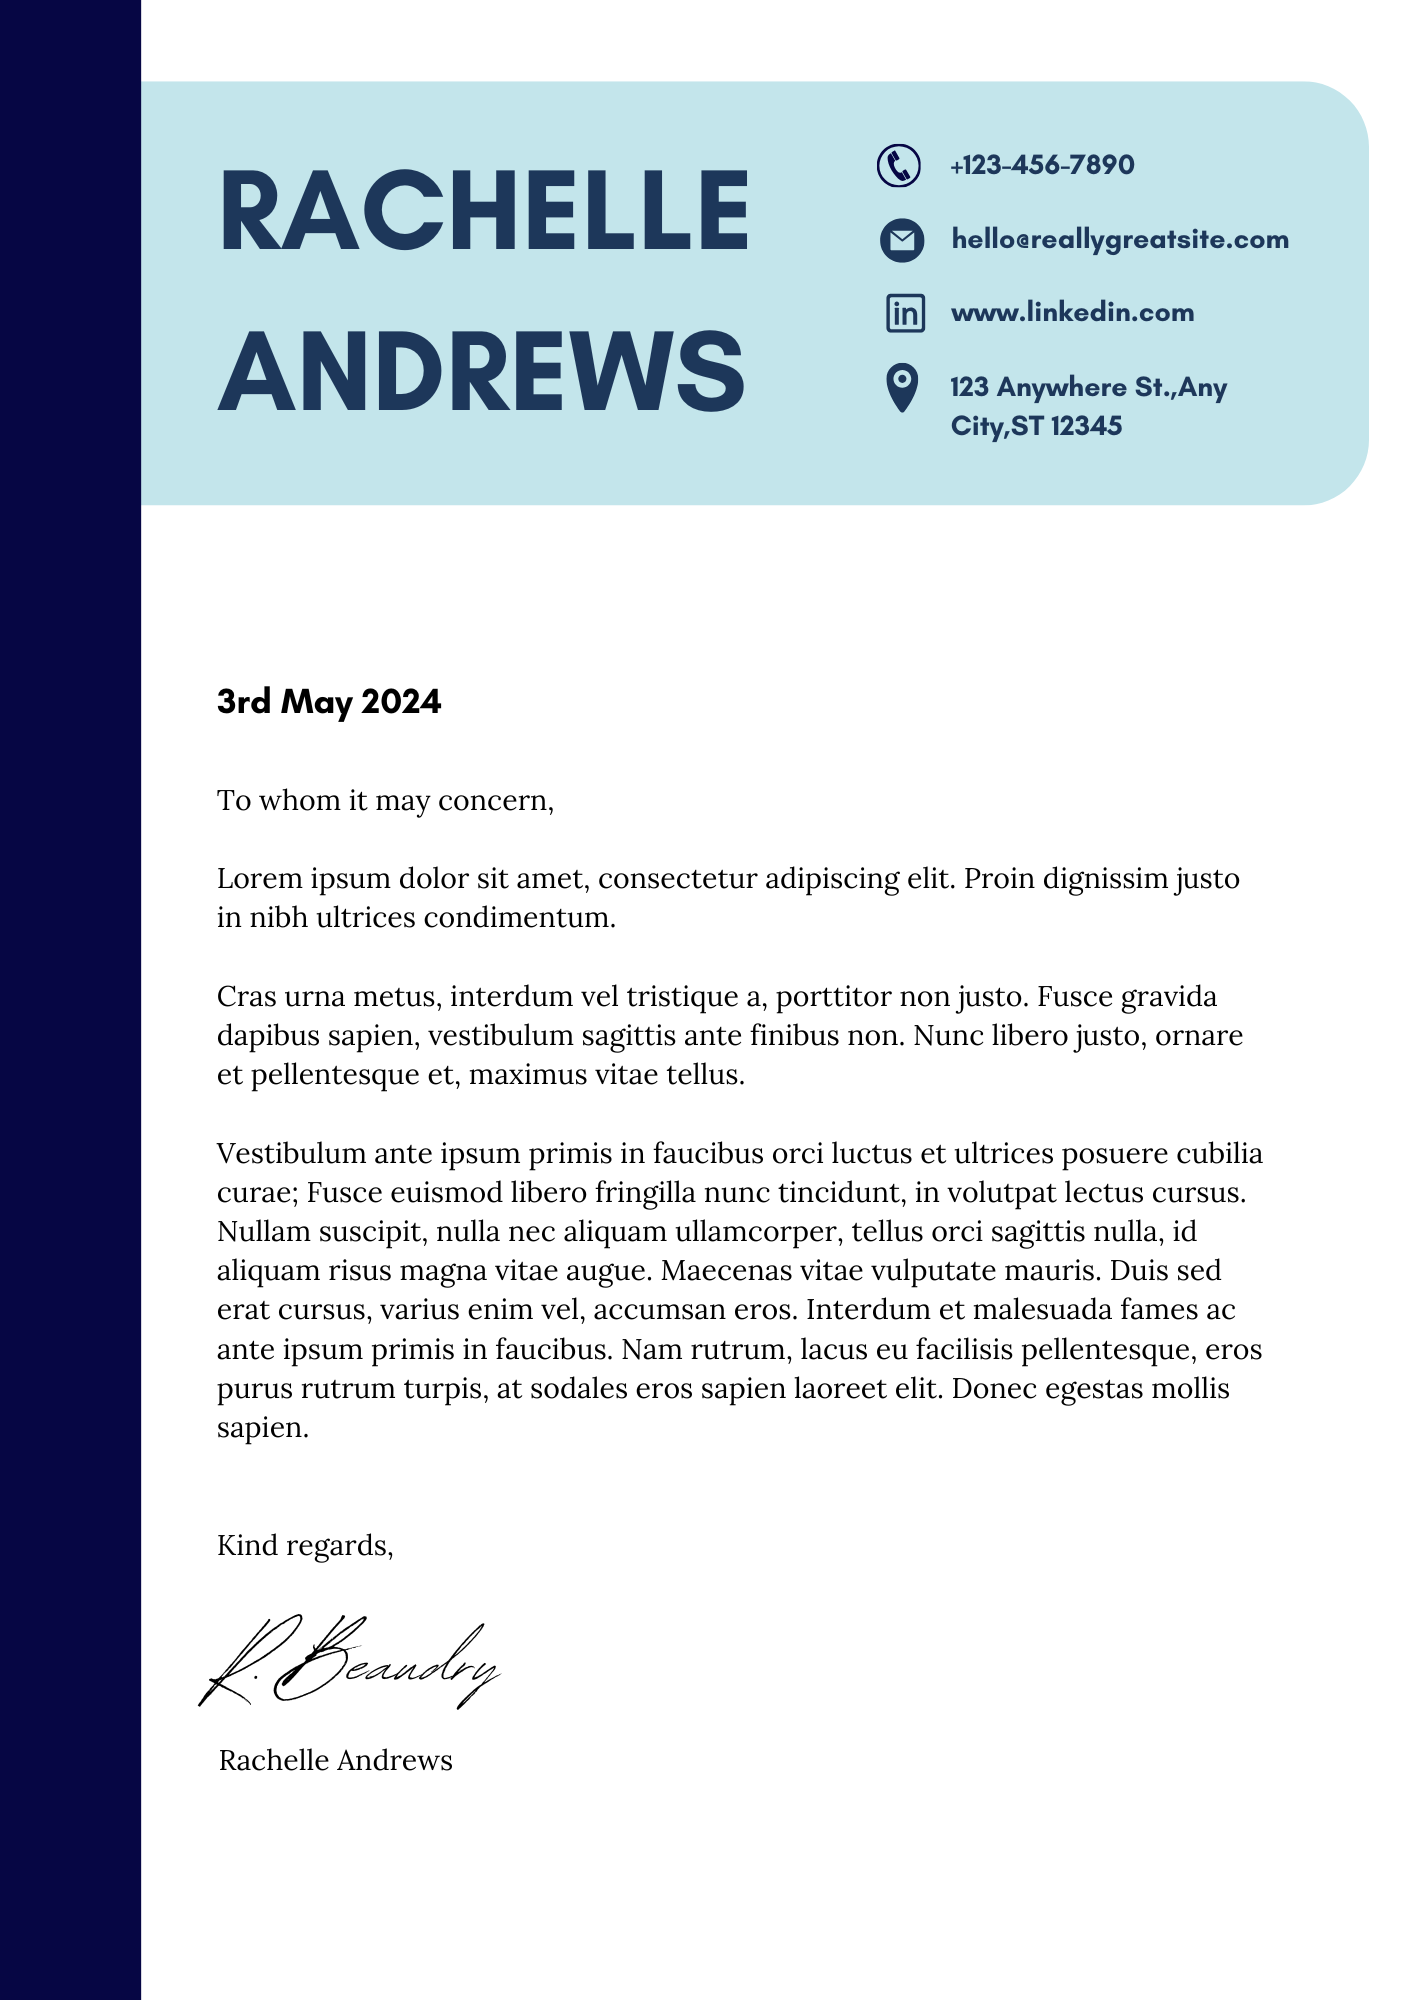 RACHELLE
ANDREWS
+123-456-7890
hello@reallygreatsite.com
in
www.linkedin.com
123 Anywhere St.,Any
City,ST 12345
3rd May 2024
To whom it may concern,
Lorem ipsum dolor sit amet, consectetur adipiscing elit. Proin dignissim justo
in nibh ultrices condimentum.
Cras urna metus, interdum vel tristique a, porttitor non justo. Fusce gravida
dapibus sapien, vestibulum sagittis ante finibus non. Nunc libero justo, ornare
et pellentesque et, maximus vitae tellus.
Vestibulum ante ipsum primis in faucibus orci luctus et ultrices posuere cubilia
curae; Fusce euismod libero fringilla nunc tincidunt, in volutpat lectus cursus.
Nullam suscipit, nulla nec aliquam ullamcorper, tellus orci sagittis nulla, id
aliquam risus magna vitae augue. Maecenas vitae vulputate mauris. Duis sed
erat cursus, varius enim vel, accumsan eros. Interdum et malesuada fames ac
ante ipsum primis in faucibus. Nam rutrum, lacus eu facilisis pellentesque, eros
purus rutrum turpis, at sodales eros sapien laoreet elit. Donec egestas mollis
sapien.
Kind regards,
R. Beaudry
Rachelle Andrews